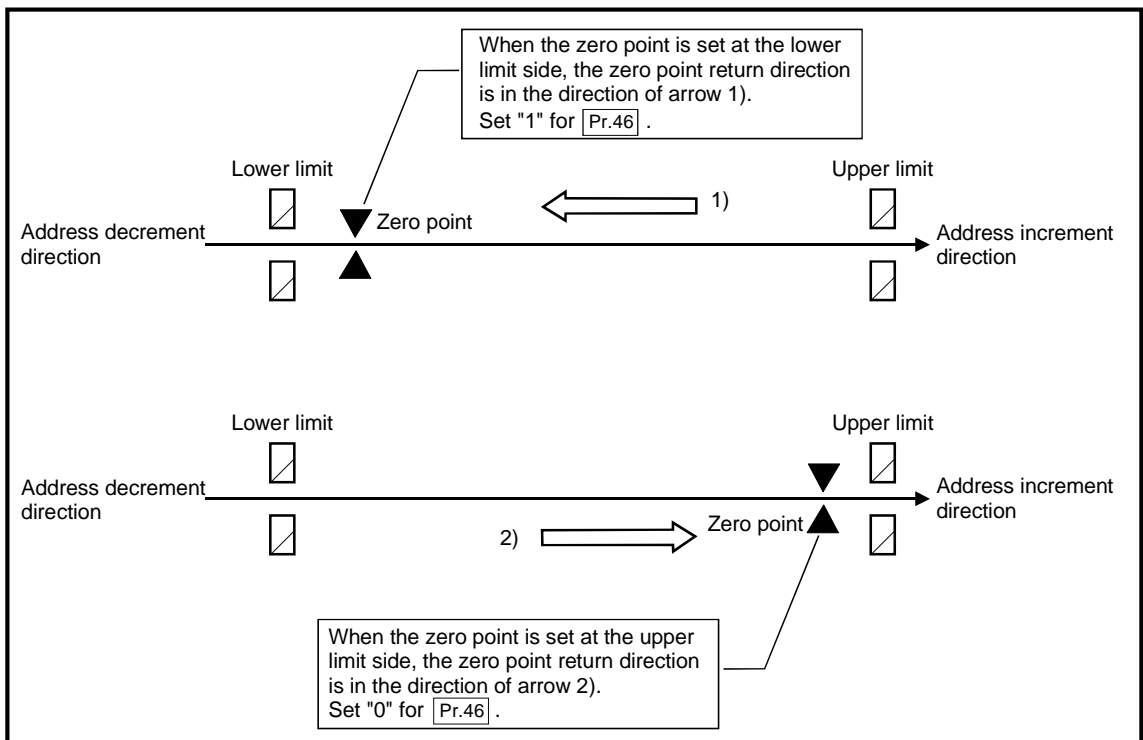 When the zero point is set at the lower
limit side, the zero point return direction
is in the direction of arrow 1).
Set "1" for Pr.46 .
Lower limit
Upper limit
1)
Zero point
Address decrement
direction
Address increment
direction
Lower limit
Upper limit
Address decrement
direction
Address increment
direction
Zero point
2)
When the zero point is set at the upper
limit side, the zero point return direction
is in the direction of arrow 2).
Set "0" for Pr.46 .